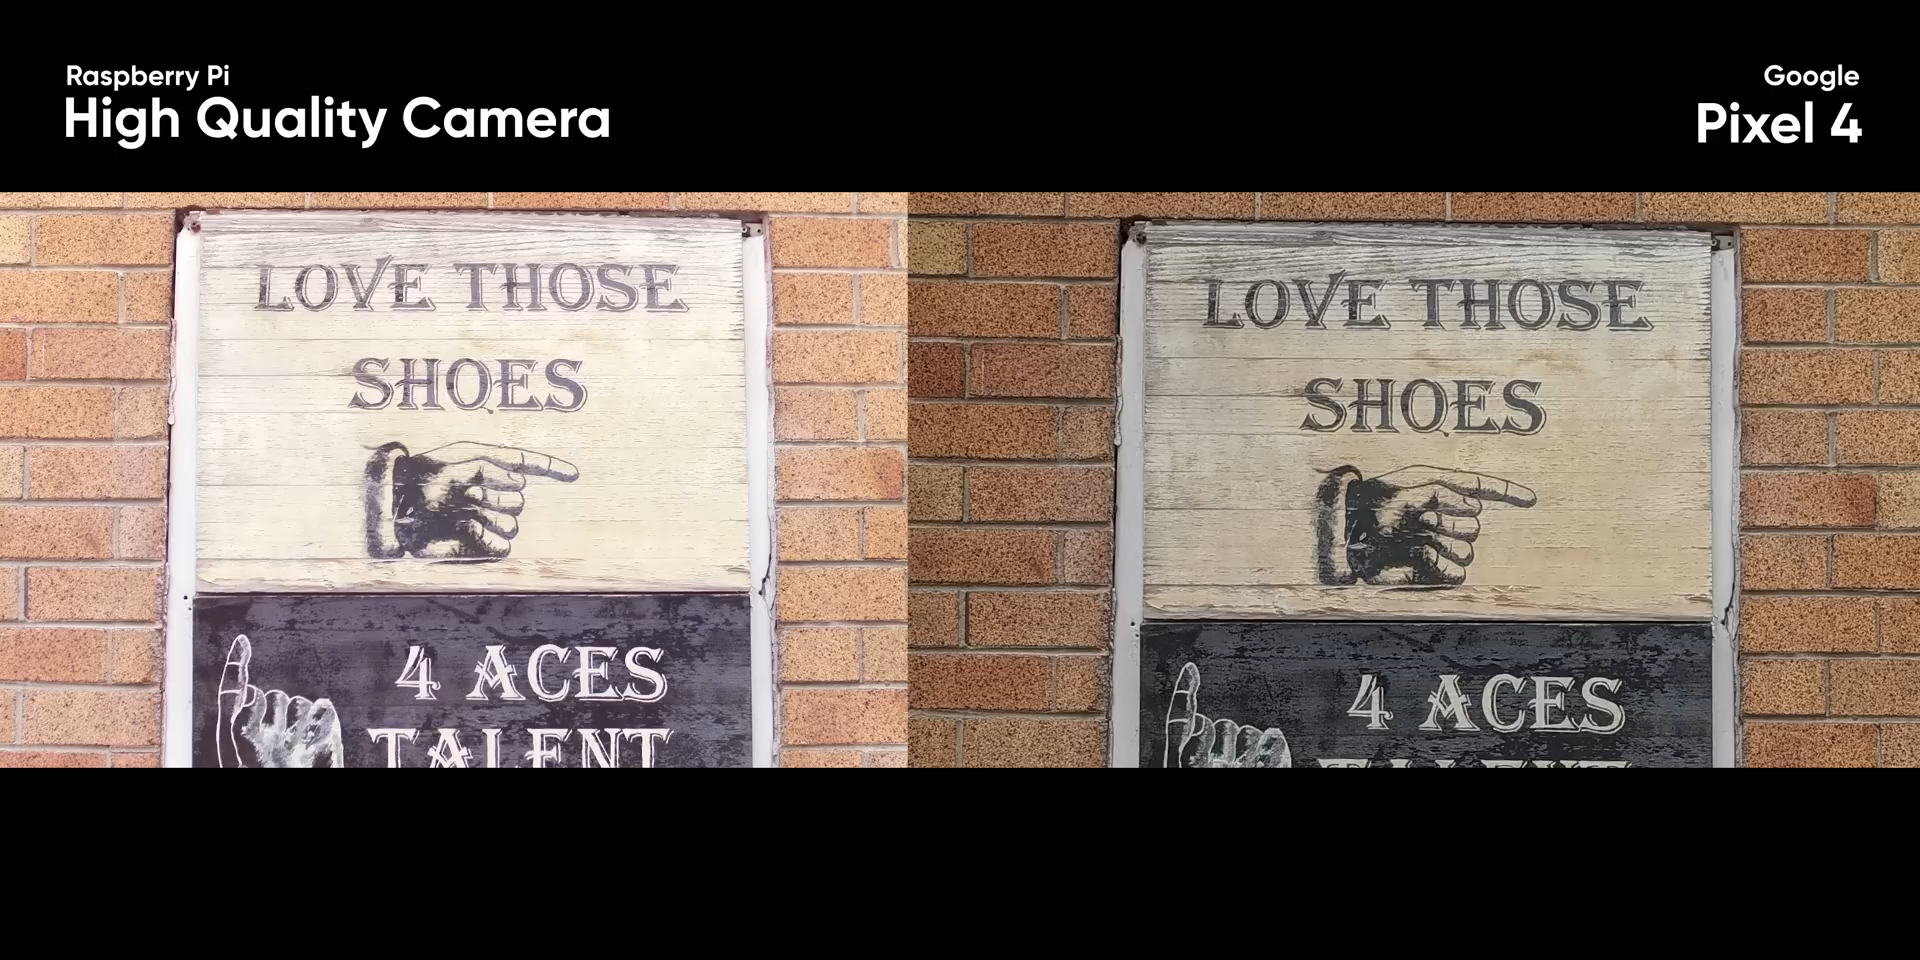 Raspberry Pi
High Quality Camera
Google
Pixel 4
LOVE THOSE
SHOES
4 ACES
TALENT
LOVE THOSE
SHOES
4 ACES